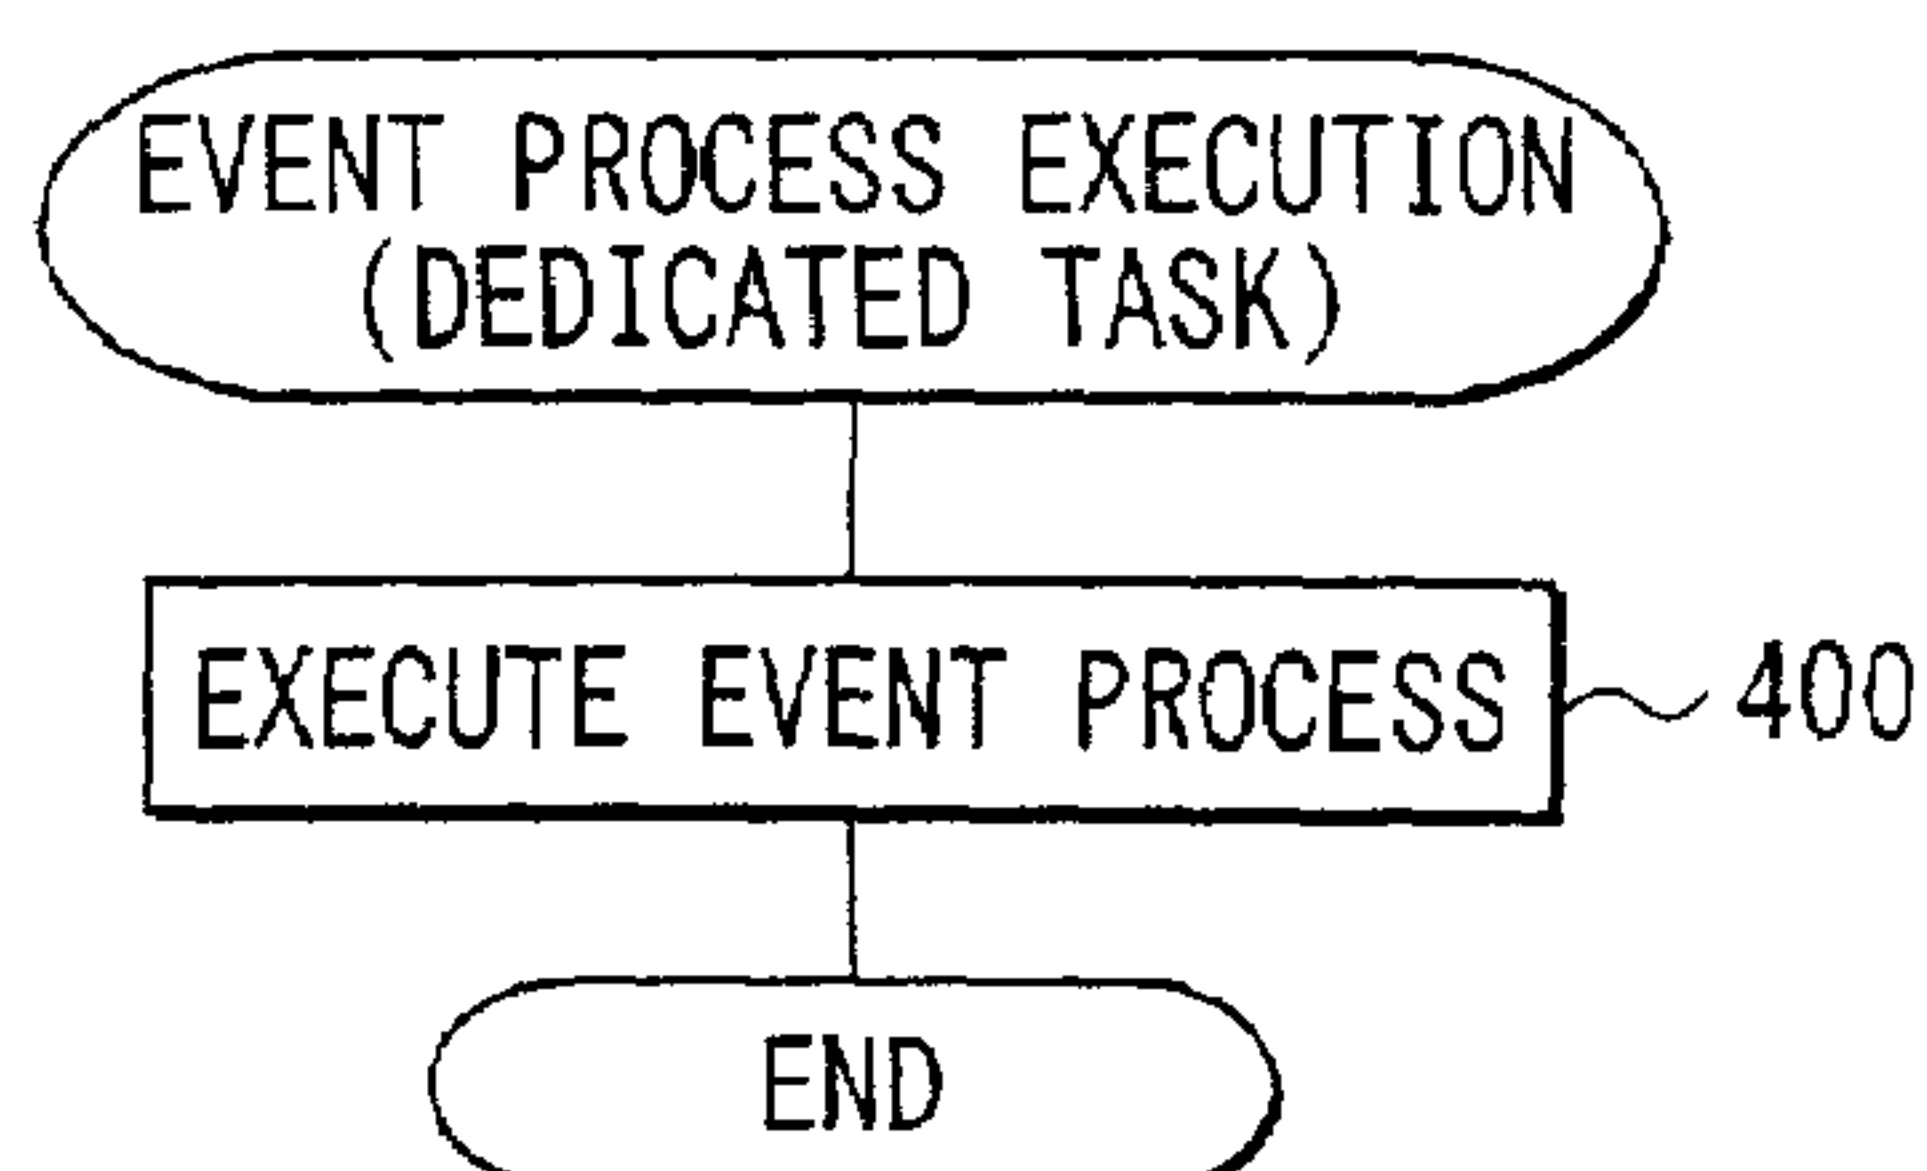 EVENT PROCESS EXECUTION
(DEDICATED TASK)
EXECUTE EVENT PROCESS
400
END